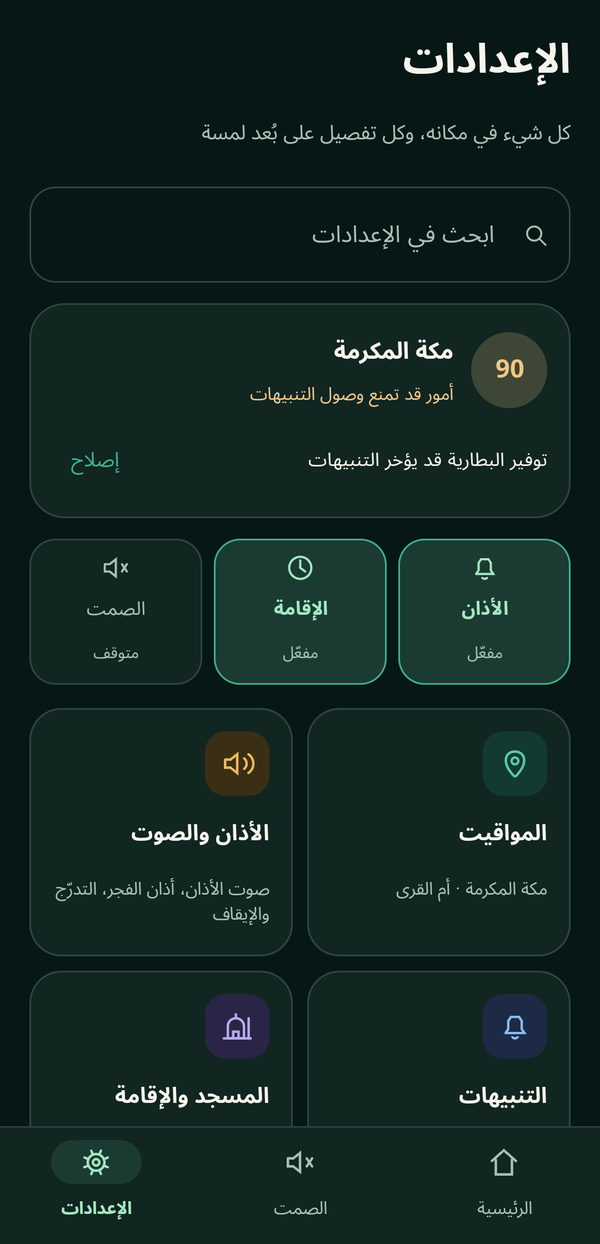 الإعدادات
كل شيء في مكانه، وكل تفصيل على بُعد لمسة
ابحث في الإعدادات
90
مكة المكرمة
أمور قد تمنع وصول التنبيهات
توفير البطارية قد يؤخر التنبيهات
إصلاح
الأذان
مفعّل
الإقامة
مفعّل
الصمت
متوقف
المواقيت
مكة المكرمة · أم القرى
الأذان والصوت
صوت الأذان، أذان الفجر، التدرّج
والإيقاف
التنبيهات
المسجد والإقامة
الرئيسية
الصمت
الإعدادات